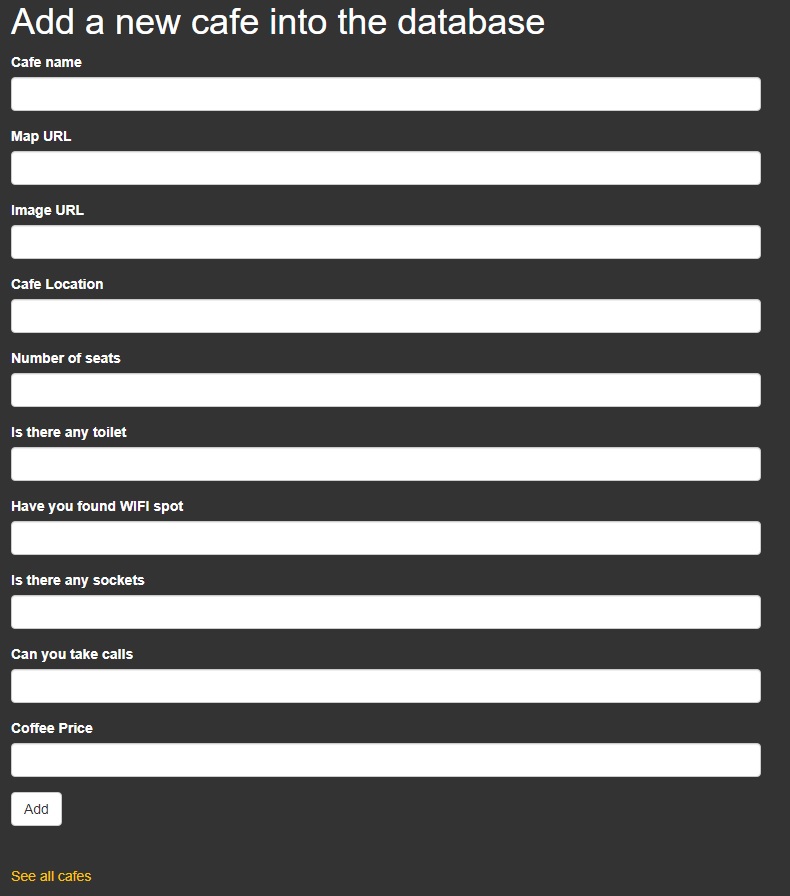 Add a new cafe into the database
Cafe name
Map URL
Image URL
Cafe Location
Number of seats
Is there any toilet
Have you found WIFI spot
Is there any sockets
Can you take calls
Coffee Price
Add
See all cafes